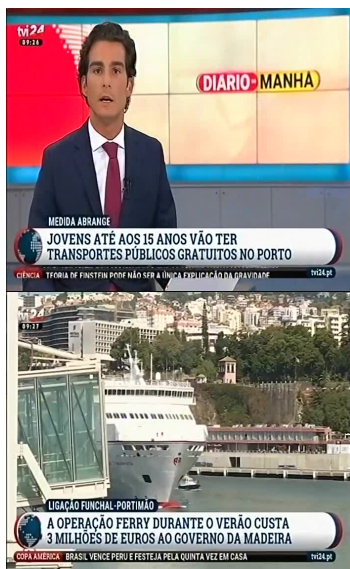 tvi24
09:26
DIARIO DA MANHÃ
MEDIDA ABRANGE
JOVENS ATÉ AOS 15 ANOS VÃO TER
TRANSPORTES PÚBLICOS GRATUITOS NO PORTO
CIÊNCIA TEORIA DE EINSTEIN PODE NÃO SER A ÚNICA EXPLICAÇÃO DA GRAVIDADE
tvi24.pt
24
09:27
LIGAÇÃO FUNCHAL-PORTIMÃO
A OPERAÇÃO FERRY DURANTE O VERÃO CUSTA
3 MILHÕES DE EUROS AO GOVERNO DA MADEIRA
COPA AMÉRICA BRASIL VENCE PERU E FESTEJA PELA QUINTA VEZ EM CASA
tvi24.pt